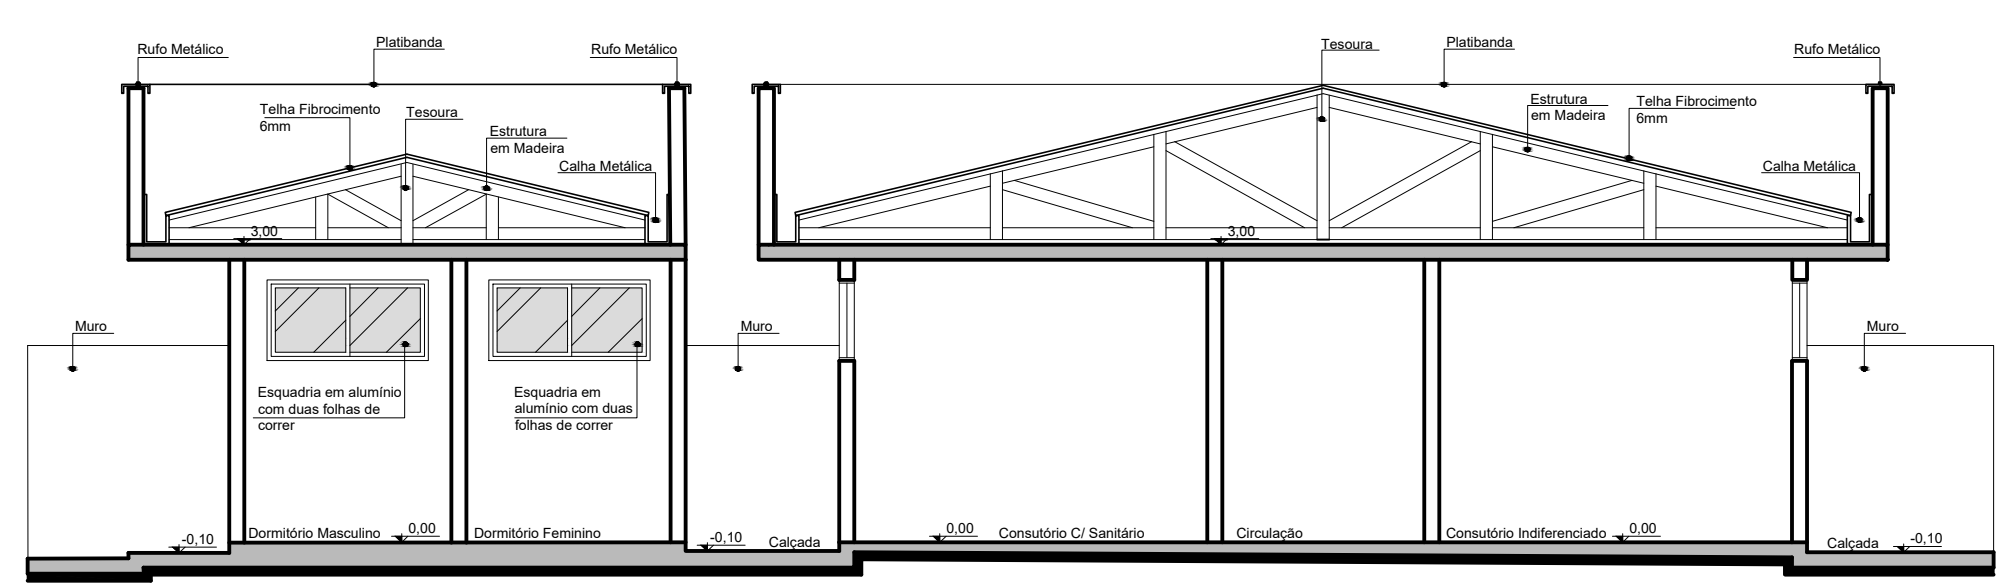 Rufo Metálico
Platibanda
Rufo Metálico
Tesoura
Platibanda
Rufo Metálico
Telha Fibrocimento
6mm
Tesoura
Estrutura
em Madeira
Calha Metálica
Estrutura
em Madeira
Telha Fibrocimento
6mm
Calha Metálica
3,00
3,00
Muro
Muro
Muro
Esquadria em alumínio
com duas folhas de
correr
Esquadria em
alumínio com duas
folhas de correr
-0,10
Dormitório Masculino
0,00
Dormitório Feminino
-0,10
Calçada
0,00
Consutório C/ Sanitário
Circulação
Consutório Indiferenciado
0,00
Calçada
-0,10